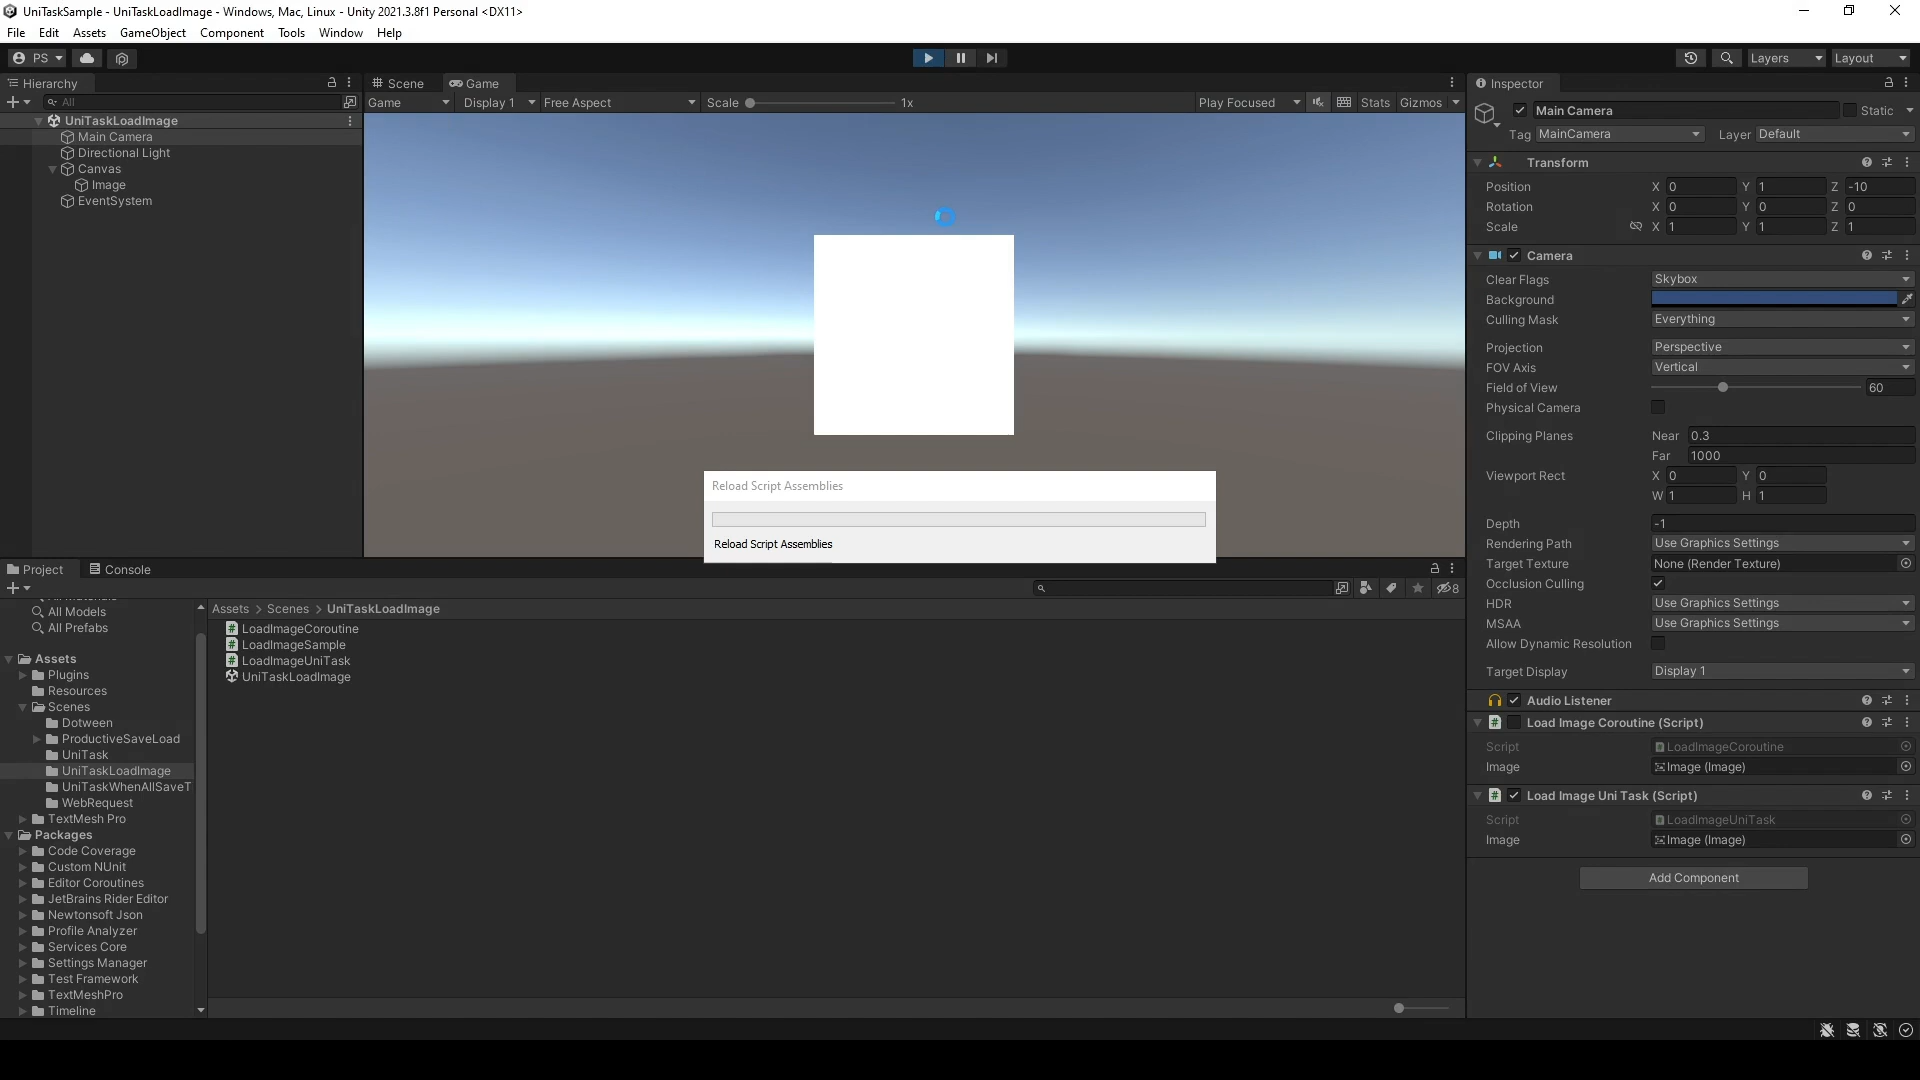 UniTaskSample - UniTaskLoadImage - Windows, Mac, Linux - Unity 2021.3.8f1 Personal <DX11>
File Edit Assets GameObject Component Tools Window Help
PS Layers Layout
Hierarchy
All
UniTaskLoadImage
Main Camera
Directional Light
Canvas
Image
EventSystem
Scene Game
Game Display 1 Free Aspect Scale 1x Play Focused Stats Gizmos
Reload Script Assemblies
Reload Script Assemblies
Inspector
Main Camera Static
Tag MainCamera Layer Default
Transform
Position X 0 Y 1 Z -10
Rotation X 0 Y 0 Z 0
Scale X 1 Y 1 Z 1
Camera
Clear Flags Skybox
Background
Culling Mask Everything
Projection Perspective
FOV Axis Vertical
Field of View 60
Physical Camera
Clipping Planes Near 0.3
Far 1000
Viewport Rect X 0 Y 0
W 1 H 1
Depth -1
Rendering Path Use Graphics Settings
Target Texture None (Render Texture)
Occlusion Culling
HDR Use Graphics Settings
MSAA Use Graphics Settings
Allow Dynamic Resolution
Target Display Display 1
Audio Listener
Load Image Coroutine (Script)
Script LoadImageCoroutine
Image Image (Image)
Load Image Uni Task (Script)
Script LoadImageUniTask
Image Image (Image)
Add Component
Project Console
8
All Models
All Prefabs
Assets
Plugins
Resources
Scenes
Dotween
ProductiveSaveLoad
UniTask
UniTaskLoadImage
UniTaskWhenAllSaveT
WebRequest
TextMesh Pro
Packages
Code Coverage
Custom NUnit
Editor Coroutines
JetBrains Rider Editor
Newtonsoft Json
Profile Analyzer
Services Core
Settings Manager
Test Framework
TextMeshPro
Timeline
Assets > Scenes > UniTaskLoadImage
LoadImageCoroutine
LoadImageSample
LoadImageUniTask
UniTaskLoadImage